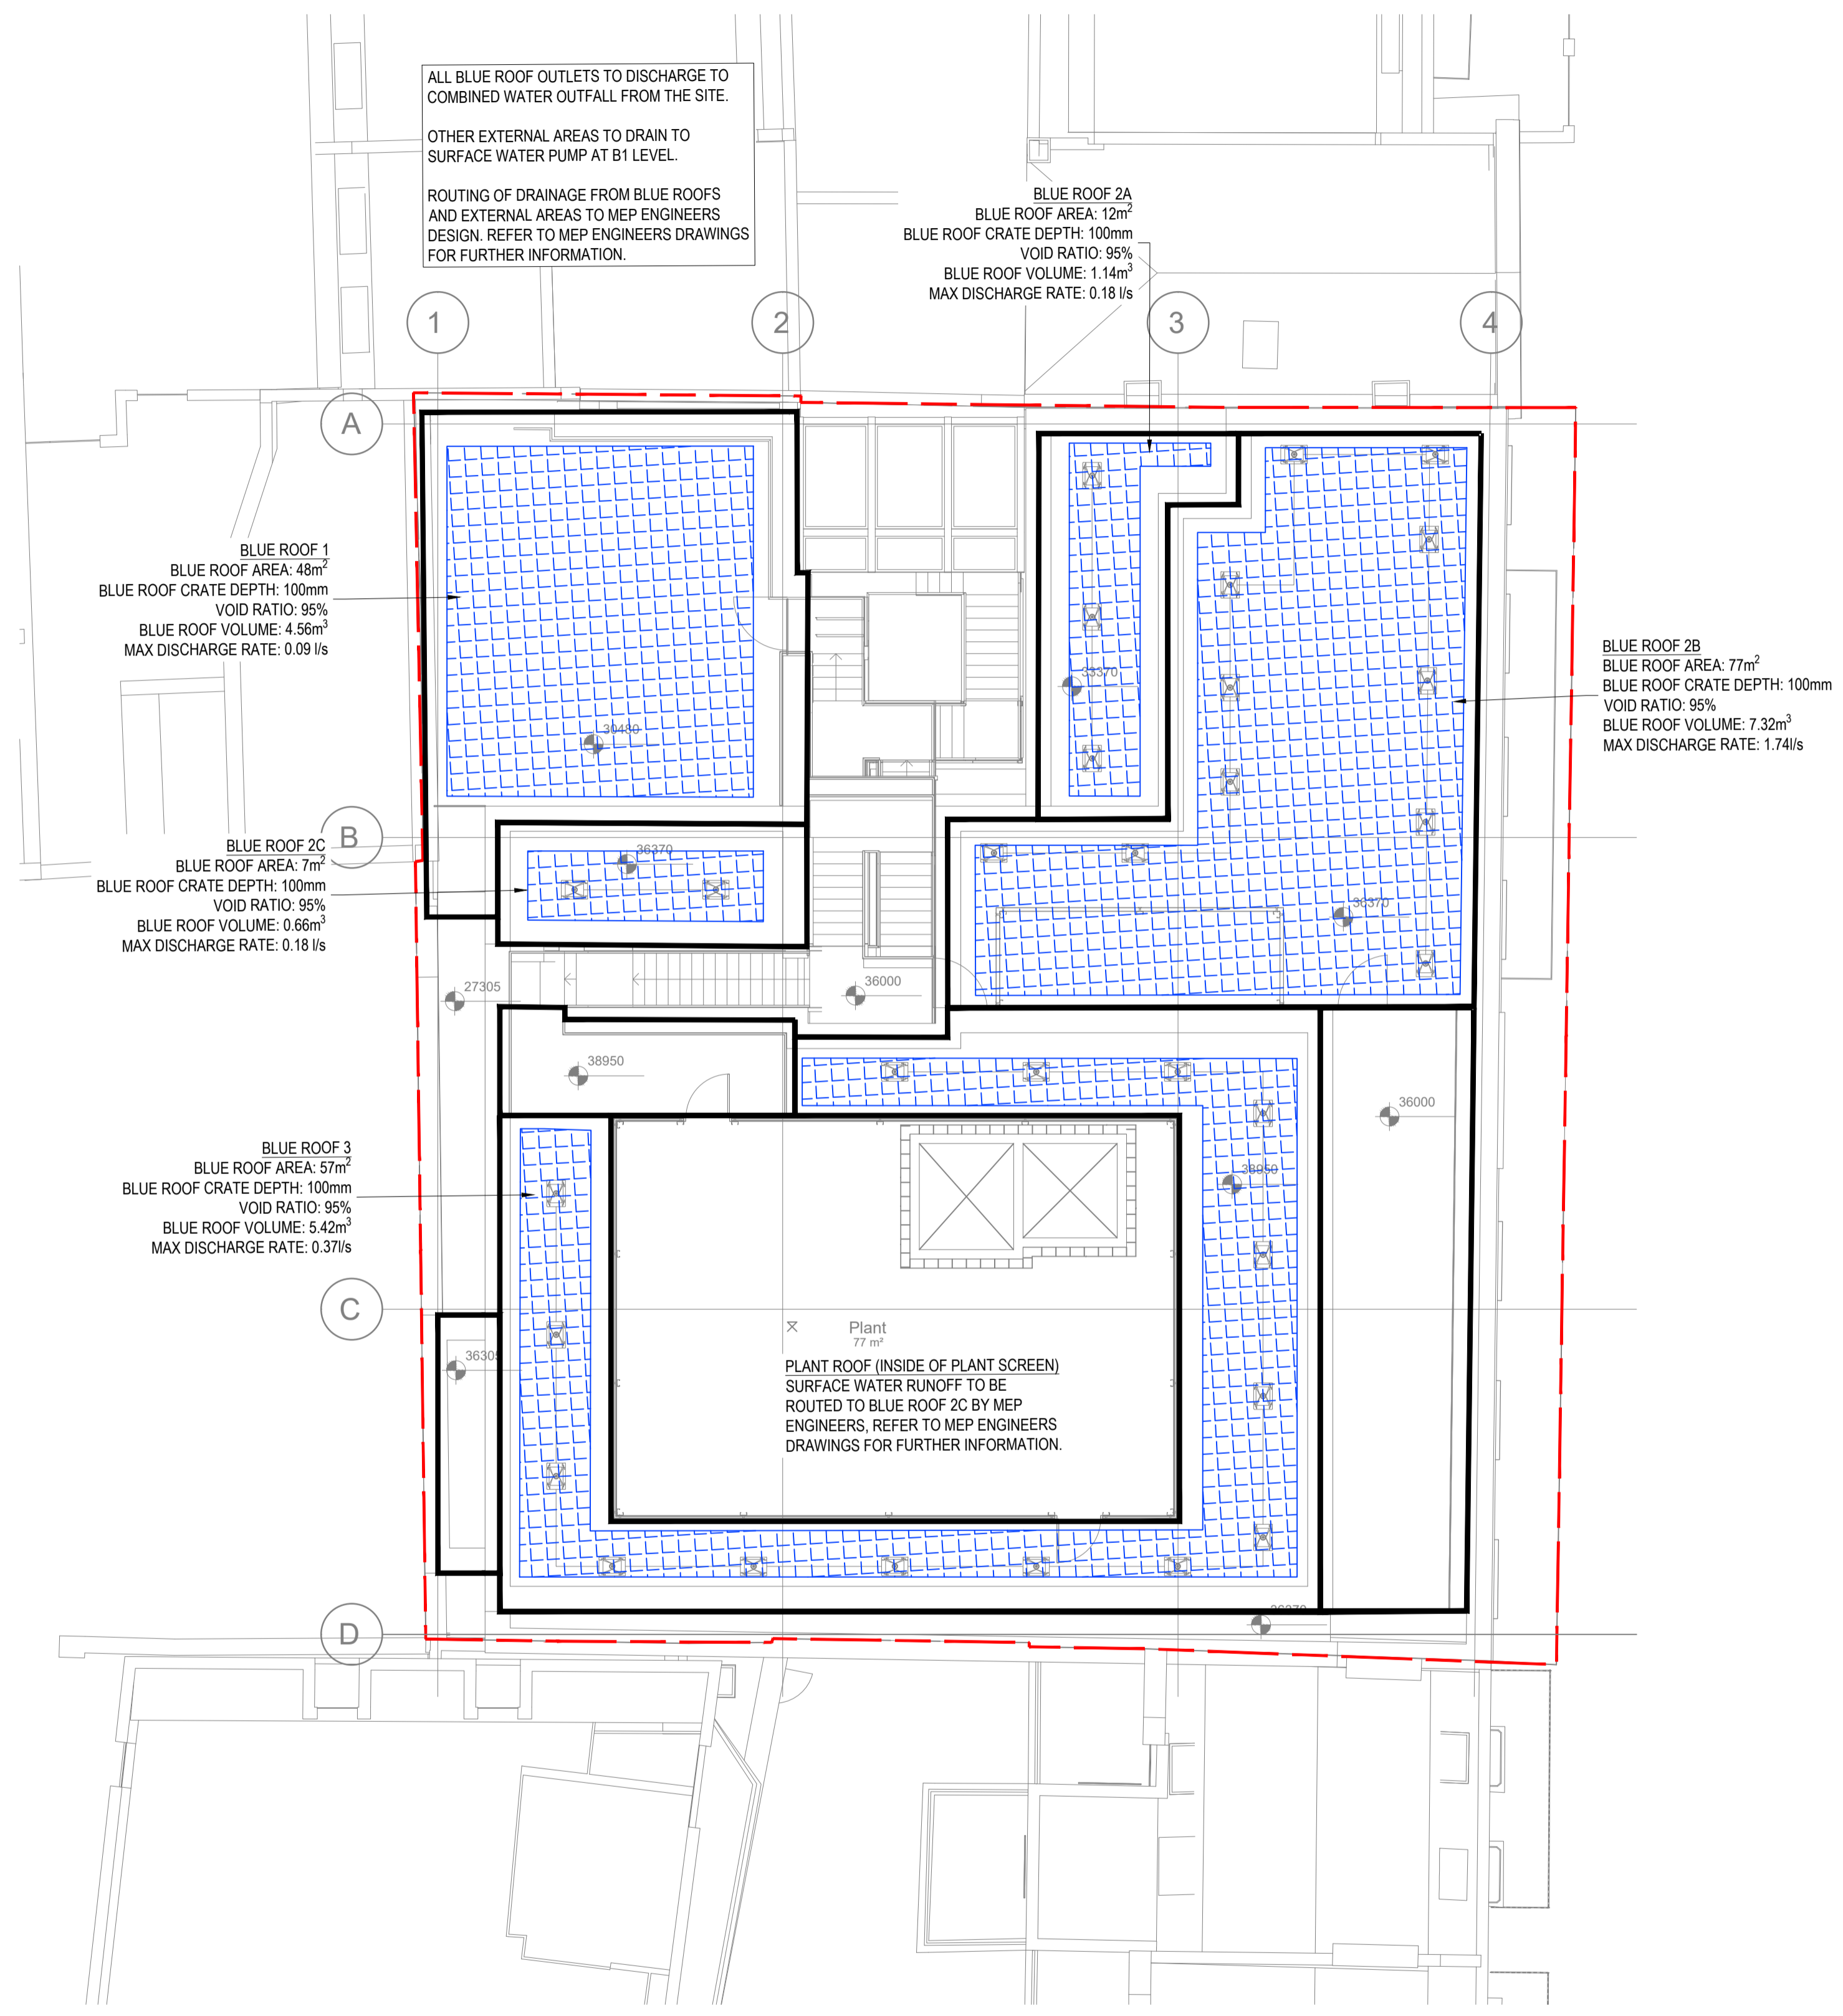 ALL BLUE ROOF OUTLETS TO DISCHARGE TO
COMBINED WATER OUTFALL FROM THE SITE.
OTHER EXTERNAL AREAS TO DRAIN TO
SURFACE WATER PUMP AT B1 LEVEL.
ROUTING OF DRAINAGE FROM BLUE ROOFS
AND EXTERNAL AREAS TO MEP ENGINEERS
DESIGN. REFER TO MEP ENGINEERS DRAWINGS
FOR FURTHER INFORMATION.
BLUE ROOF 2A
BLUE ROOF AREA: 12m²
BLUE ROOF CRATE DEPTH: 100mm
VOID RATIO: 95%
BLUE ROOF VOLUME: 1.14m³
MAX DISCHARGE RATE: 0.18 l/s
1
2
3
4
A
BLUE ROOF 1
BLUE ROOF AREA: 48m²
BLUE ROOF CRATE DEPTH: 100mm
VOID RATIO: 95%
BLUE ROOF VOLUME: 4.56m³
MAX DISCHARGE RATE: 0.09 l/s
30480
33370
BLUE ROOF 2B
BLUE ROOF AREA: 77m²
BLUE ROOF CRATE DEPTH: 100mm
VOID RATIO: 95%
BLUE ROOF VOLUME: 7.32m³
MAX DISCHARGE RATE: 1.74l/s
B
BLUE ROOF 2C
BLUE ROOF AREA: 7m²
BLUE ROOF CRATE DEPTH: 100mm
VOID RATIO: 95%
BLUE ROOF VOLUME: 0.66m³
MAX DISCHARGE RATE: 0.18 l/s
36370
36370
27305
36000
38950
36000
BLUE ROOF 3
BLUE ROOF AREA: 57m²
BLUE ROOF CRATE DEPTH: 100mm
VOID RATIO: 95%
BLUE ROOF VOLUME: 5.42m³
MAX DISCHARGE RATE: 0.37l/s
38950
C
36305
Plant
77 m²
PLANT ROOF (INSIDE OF PLANT SCREEN)
SURFACE WATER RUNOFF TO BE
ROUTED TO BLUE ROOF 2C BY MEP
ENGINEERS, REFER TO MEP ENGINEERS
DRAWINGS FOR FURTHER INFORMATION.
D
36370